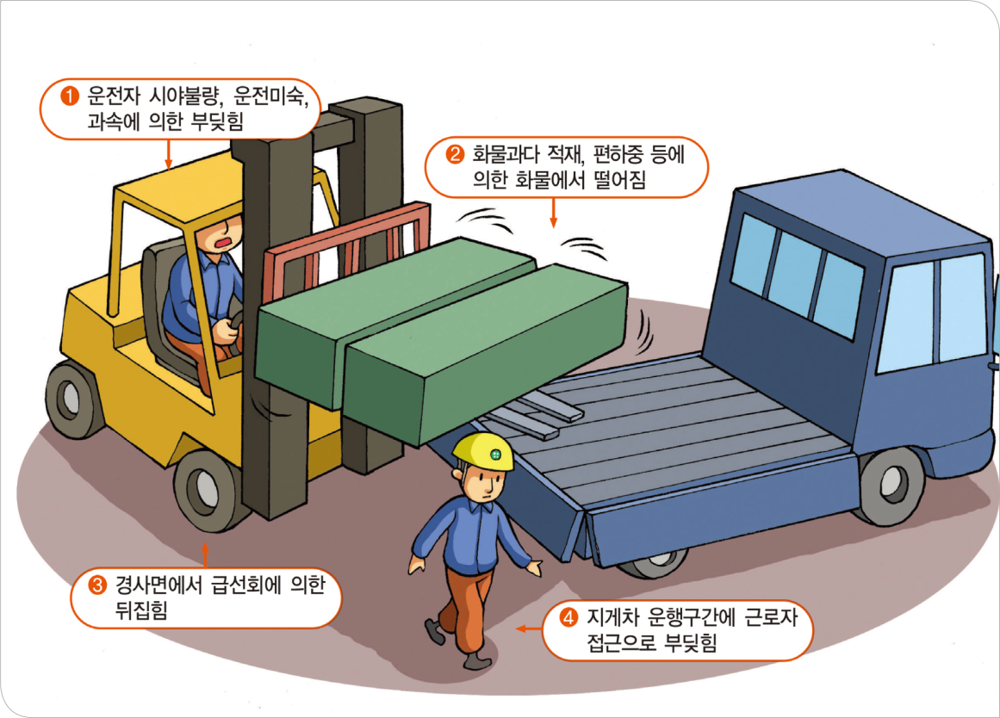 ❶ 운전자 시야불량, 운전미숙,
과속에 의한 부딪힘
❷ 화물과다 적재, 편하중 등에
의한 화물에서 떨어짐
❸ 경사면에서 급선회에 의한
뒤집힘
❹ 지게차 운행구간에 근로자
접근으로 부딪힘